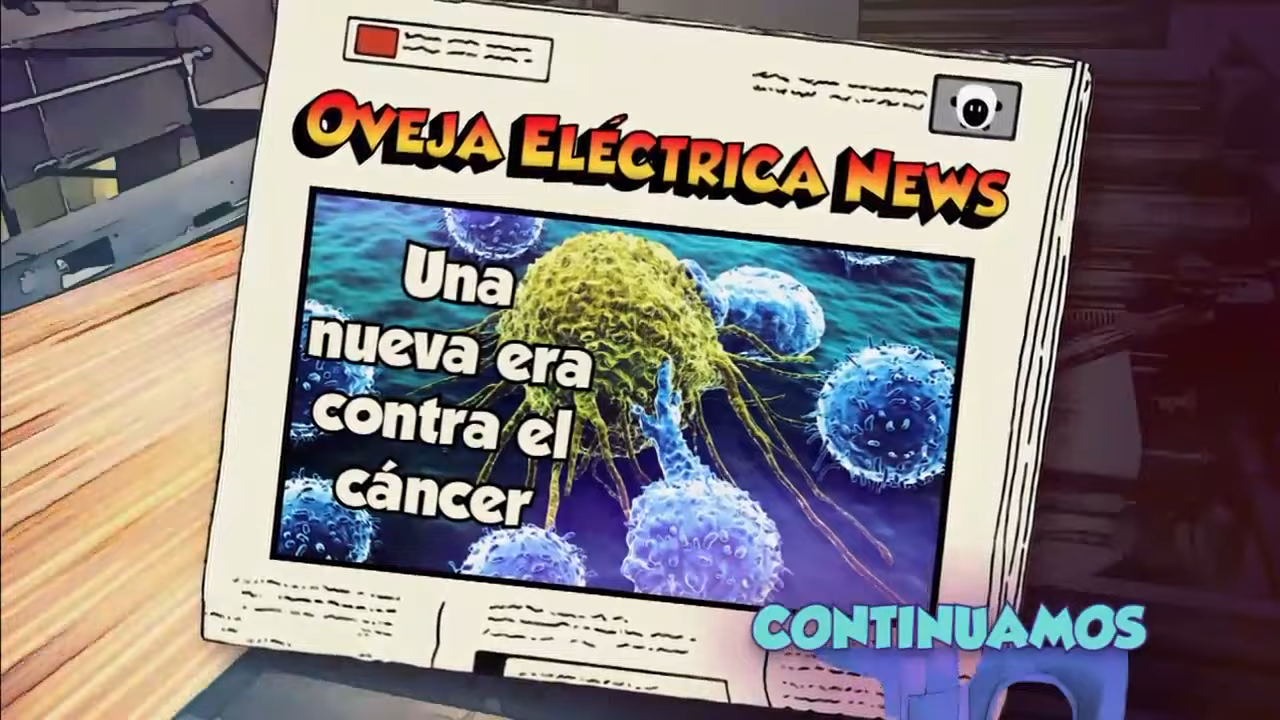 OVEJA ELÉCTRICA NEWS
Una
nueva era
contra el
cáncer
CONTINUAMOS